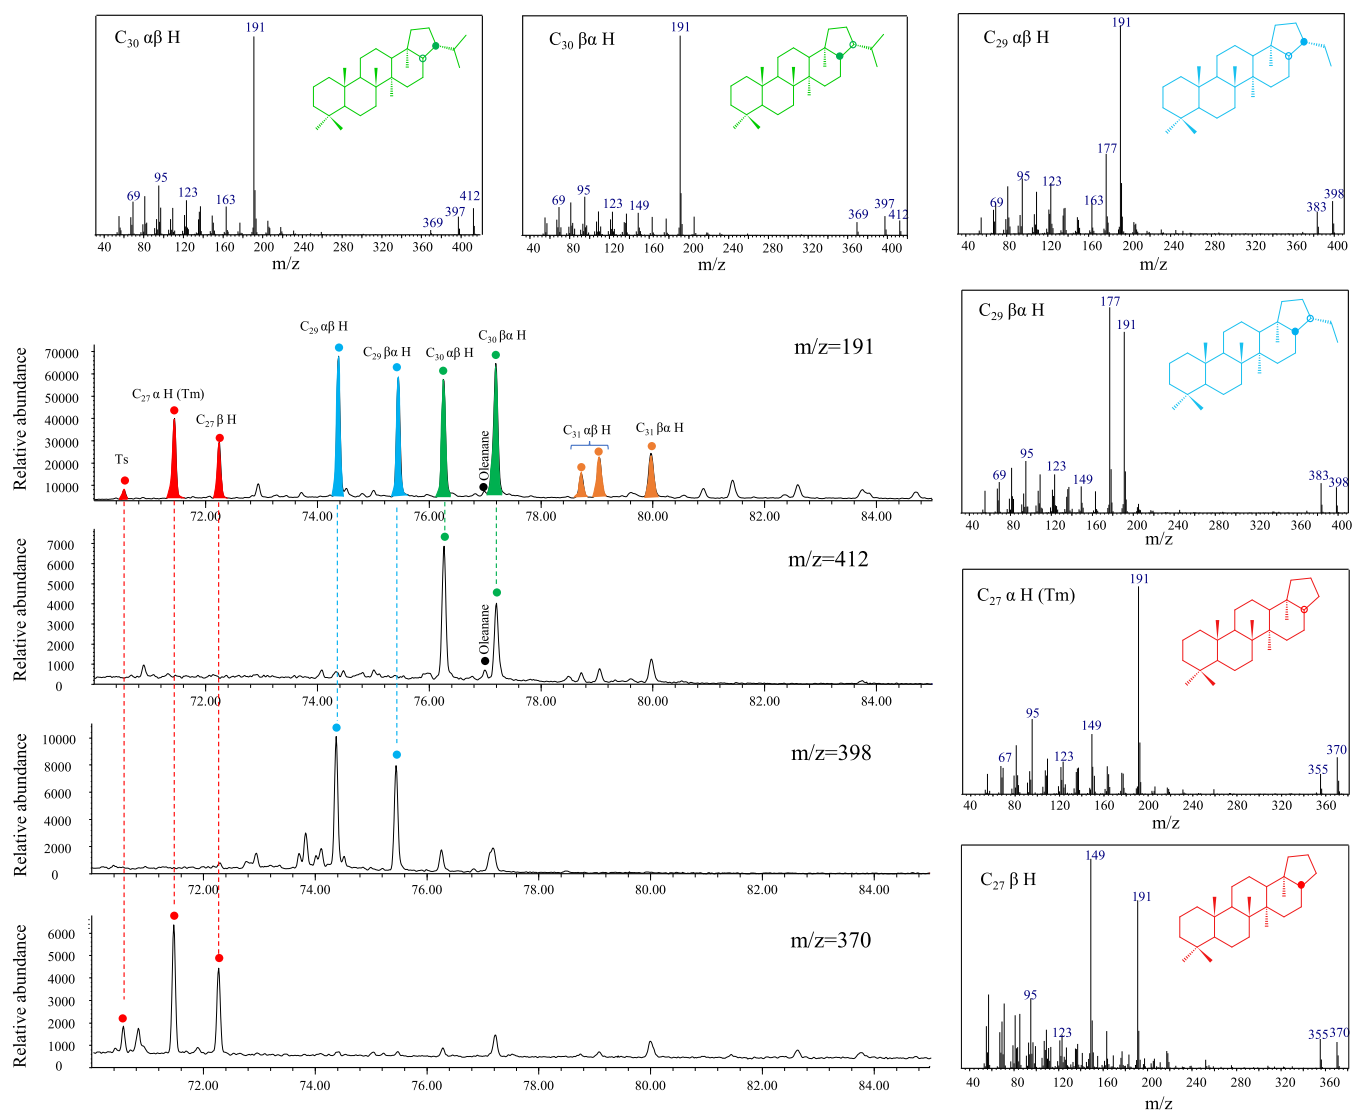 C29 αβ H
C30 αβ H
C30 βα H
191
191
191
177
95
95
95
123
123
123
163
163
149
69
69
69
412
397
369
397
412
369
398
383
40 80 120 160 200 240 280 320 360 400
40 80 120 160 200 240 280 320 360 400
40 80 120 160 200 240 280 320 360 400
m/z
m/z
m/z
C29 βα H
177
191
95
123
69
149
383
398
40 80 120 160 200 240 280 320 360 400
m/z
m/z=191
Relative abundance
70000
60000
50000
40000
30000
20000
10000
Ts
C27 α H (Tm)
C27 β H
C29 αβ H
C29 βα H
C30 αβ H
C30 βα H
Oleanane
C31 αβ H
C31 βα H
72.00 74.00 76.00 78.00 80.00 82.00 84.00
m/z=412
Relative abundance
7000
6000
5000
4000
3000
2000
1000
0
Oleanane
72.00 74.00 76.00 78.00 80.00 82.00 84.00
C27 α H (Tm)
191
95
149
67
123
370
355
40 80 120 160 200 240 280 320 360
m/z
m/z=398
Relative abundance
10000
8000
6000
4000
2000
0
72.00 74.00 76.00 78.00 80.00 82.00 84.00
C27 β H
149
191
95
123
355
370
40 80 120 160 200 240 280 320 360
m/z
m/z=370
Relative abundance
6000
5000
4000
3000
2000
1000
0
72.00 74.00 76.00 78.00 80.00 82.00 84.00